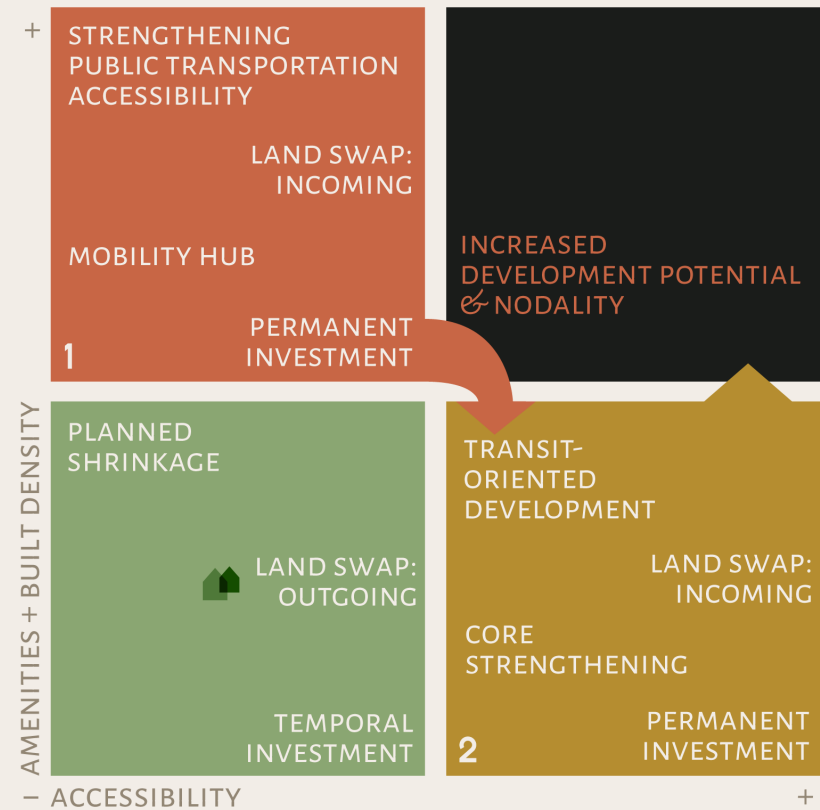 +
STRENGTHENING
PUBLIC TRANSPORTATION
ACCESSIBILITY
LAND SWAP:
INCOMING
MOBILITY HUB
PERMANENT
INVESTMENT
1
INCREASED
DEVELOPMENT POTENTIAL
& NODALITY
AMENITIES + BUILT DENSITY
PLANNED
SHRINKAGE
LAND SWAP:
OUTGOING
TEMPORAL
INVESTMENT
TRANSIT-
ORIENTED
DEVELOPMENT
LAND SWAP:
INCOMING
CORE
STRENGTHENING
PERMANENT
INVESTMENT
2
– ACCESSIBILITY +